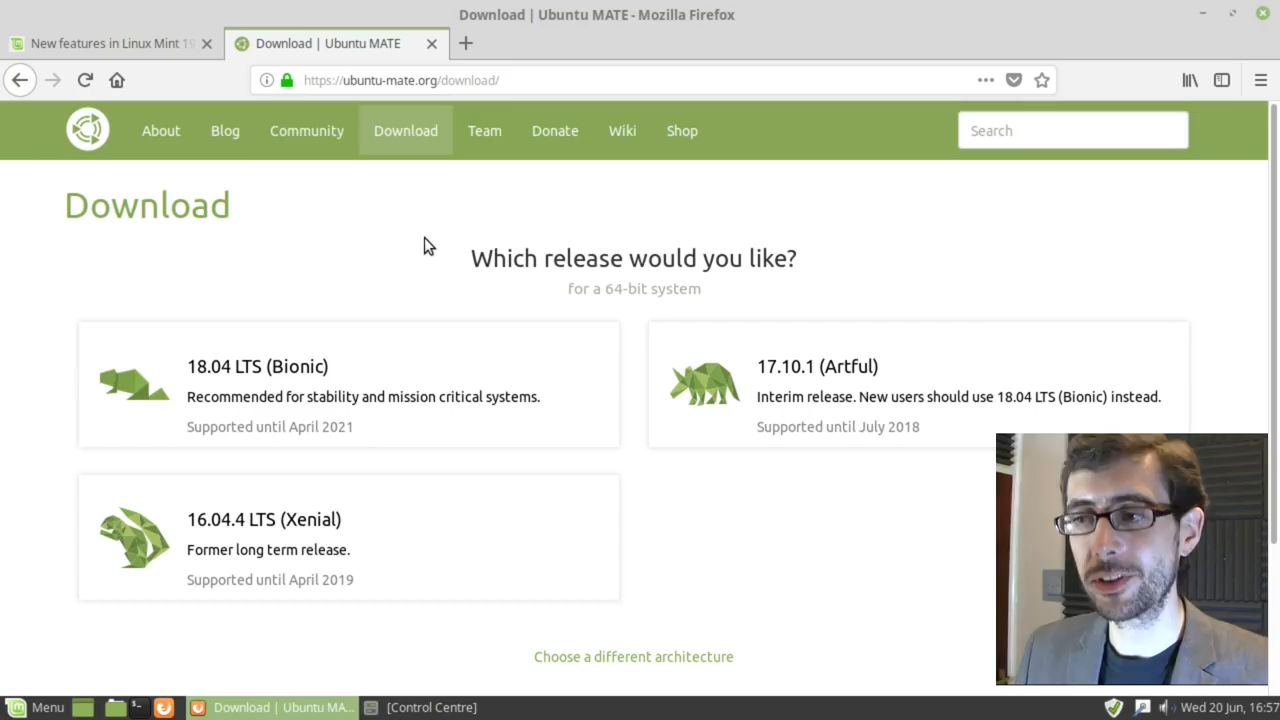 Download | Ubuntu MATE - Mozilla Firefox
New features in Linux Mint 19
Download | Ubuntu MATE
https://ubuntu-mate.org/download/
About
Blog
Community
Download
Team
Donate
Wiki
Shop
Search
Download
Which release would you like?
for a 64-bit system
18.04 LTS (Bionic)
Recommended for stability and mission critical systems.
Supported until April 2021
17.10.1 (Artful)
Interim release. New users should use 18.04 LTS (Bionic) instead.
Supported until July 2018
16.04.4 LTS (Xenial)
Former long term release.
Supported until April 2019
Choose a different architecture
Menu
Download | Ubuntu MA...
[Control Centre]
Wed 20 Jun, 16:57